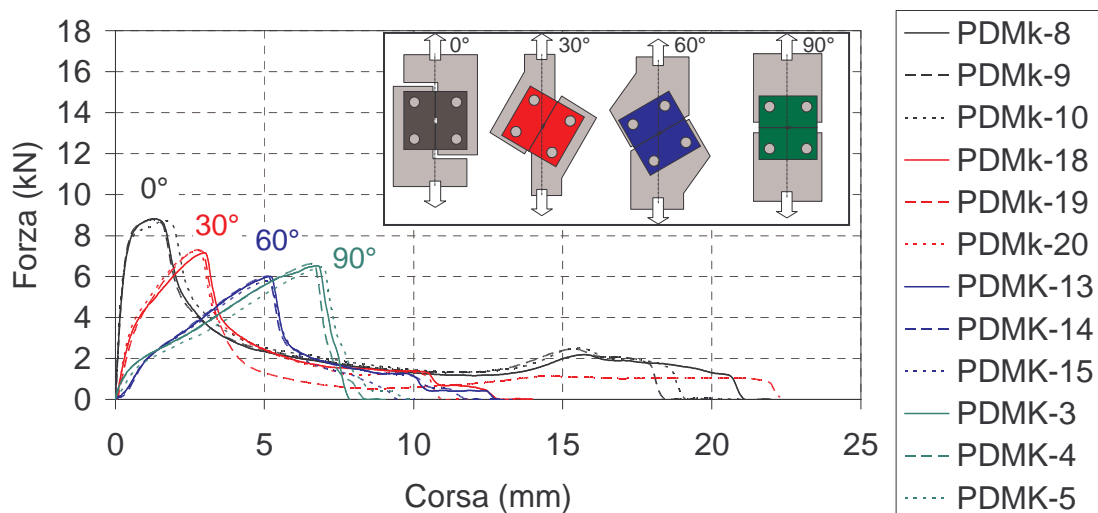 18
16
14
12
10
8
6
4
2
0
Forza (kN)
0
5
10
15
20
25
Corsa (mm)
0°
30°
60°
90°
0°
30°
60°
90°
PDMk-8
PDMk-9
PDMk-10
PDMk-18
PDMk-19
PDMk-20
PDMK-13
PDMK-14
PDMK-15
PDMK-3
PDMK-4
PDMK-5